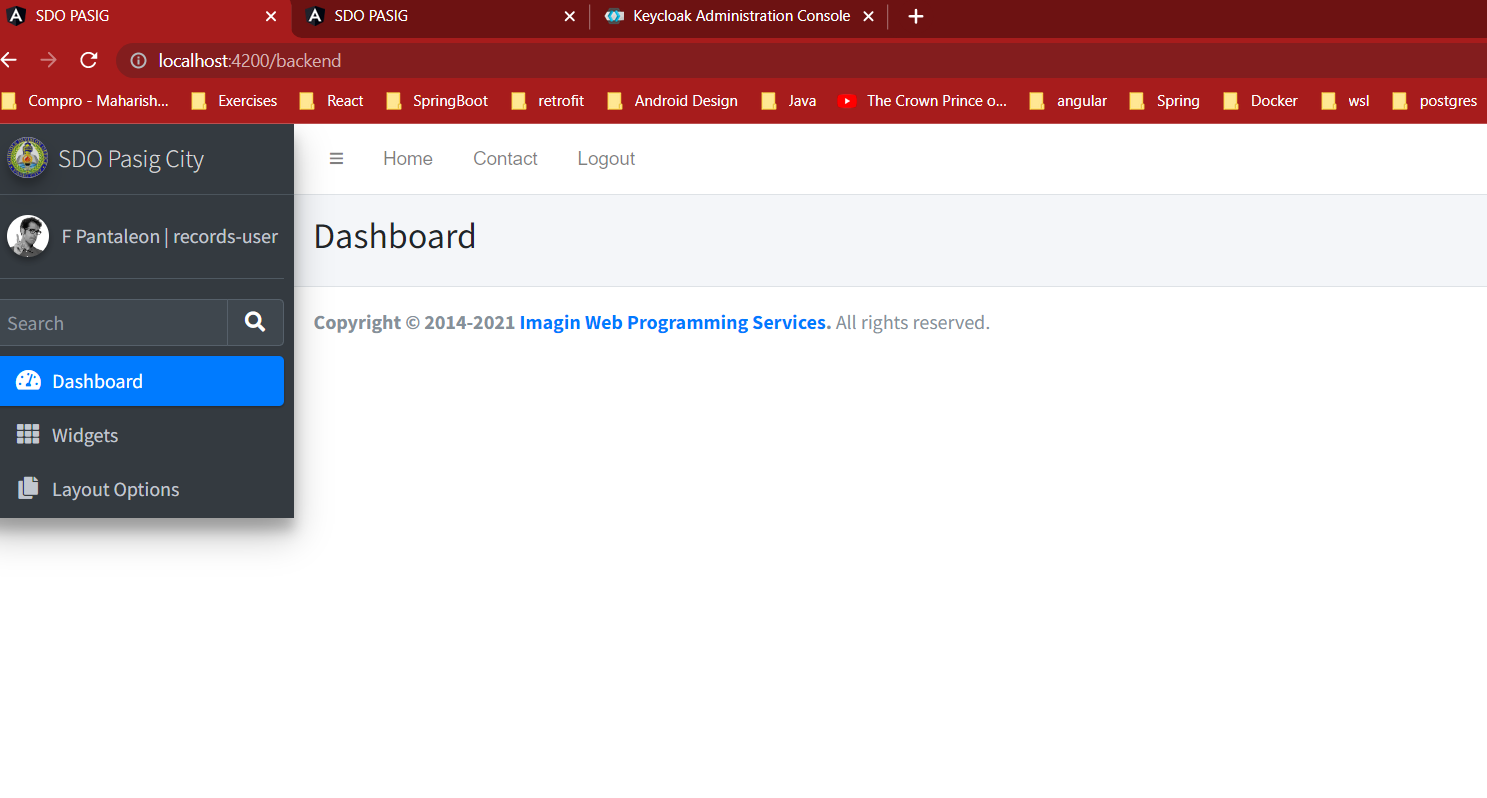 SDO PASIG
SDO PASIG
Keycloak Administration Console
localhost:4200/backend
Compro - Maharish... Exercises React SpringBoot retrofit Android Design Java The Crown Prince o... angular Spring Docker wsl postgres
SDO Pasig City
Home Contact Logout
F Pantaleon | records-user
Dashboard
Search
Copyright © 2014-2021 Imagin Web Programming Services. All rights reserved.
Dashboard
Widgets
Layout Options